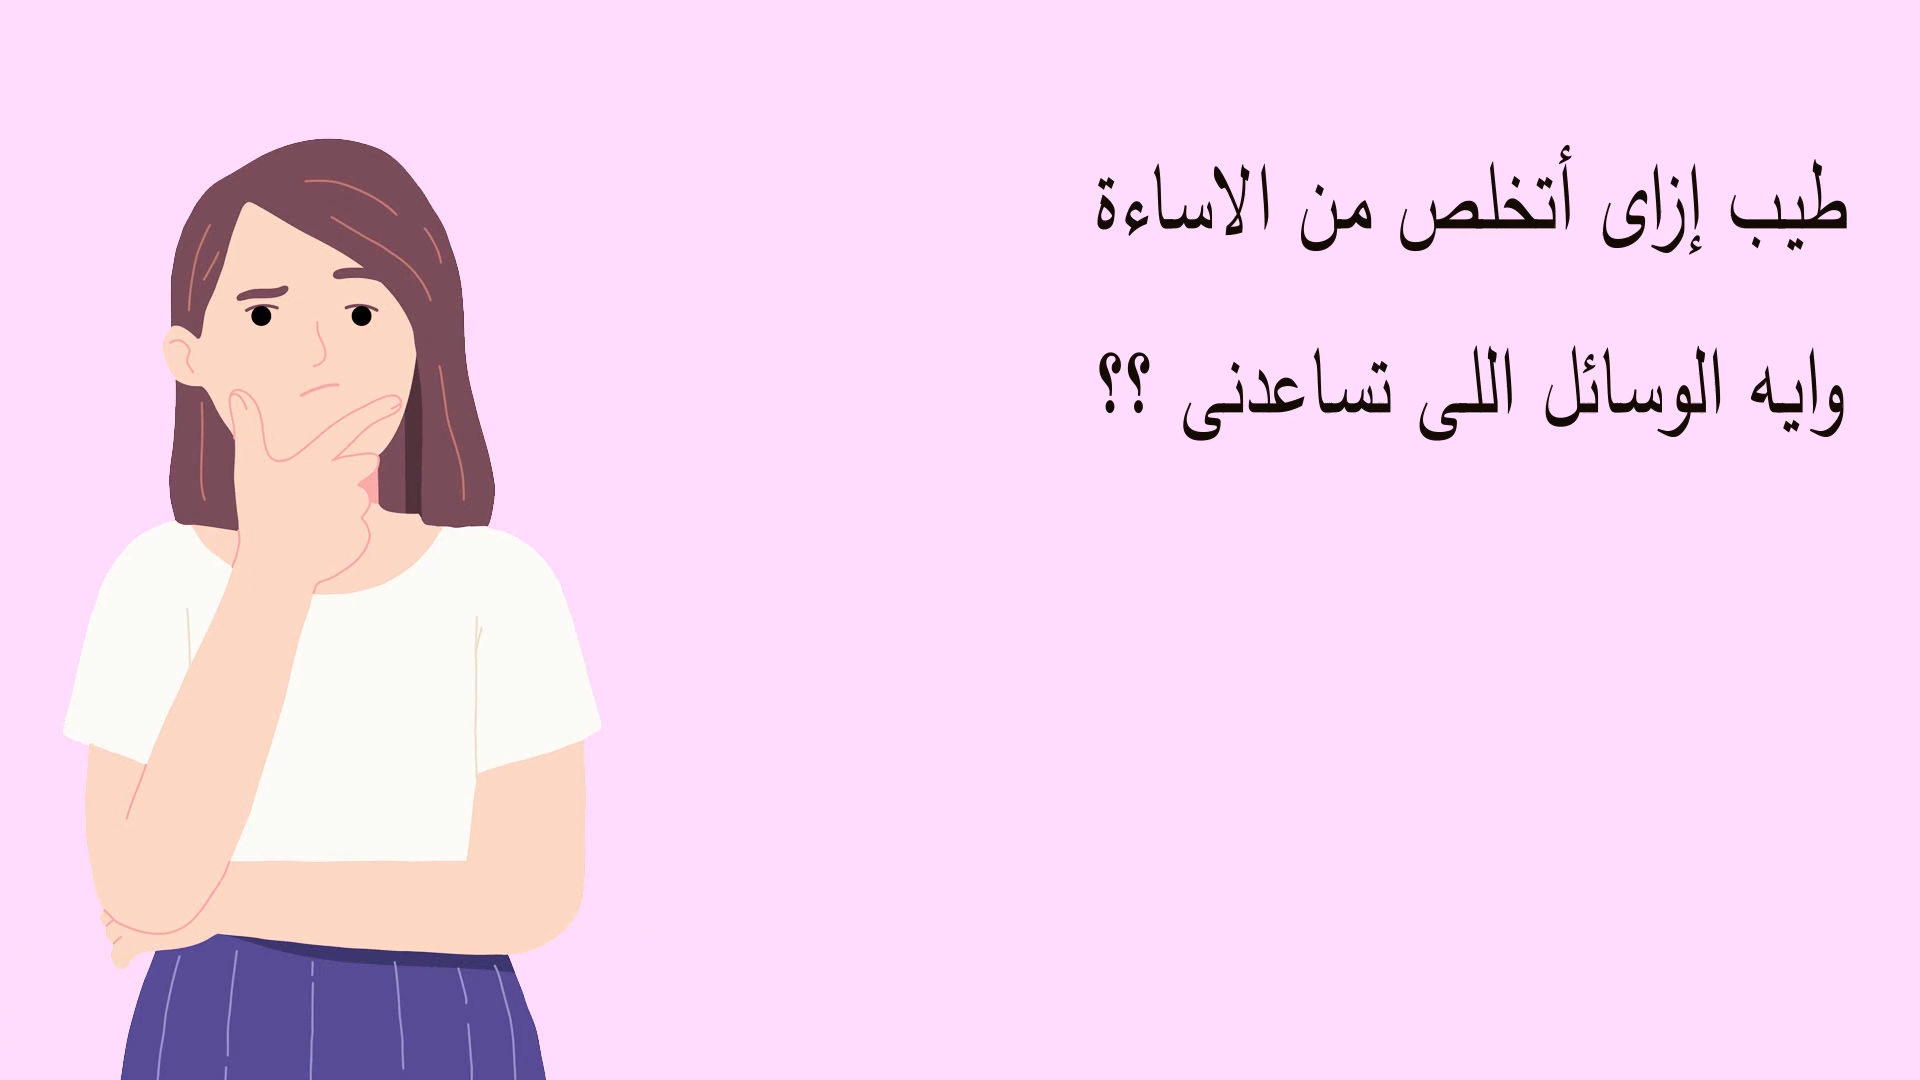 طيب إزاى أتخلص من الاساءة
وايه الوسائل اللى تساعدنى ؟؟